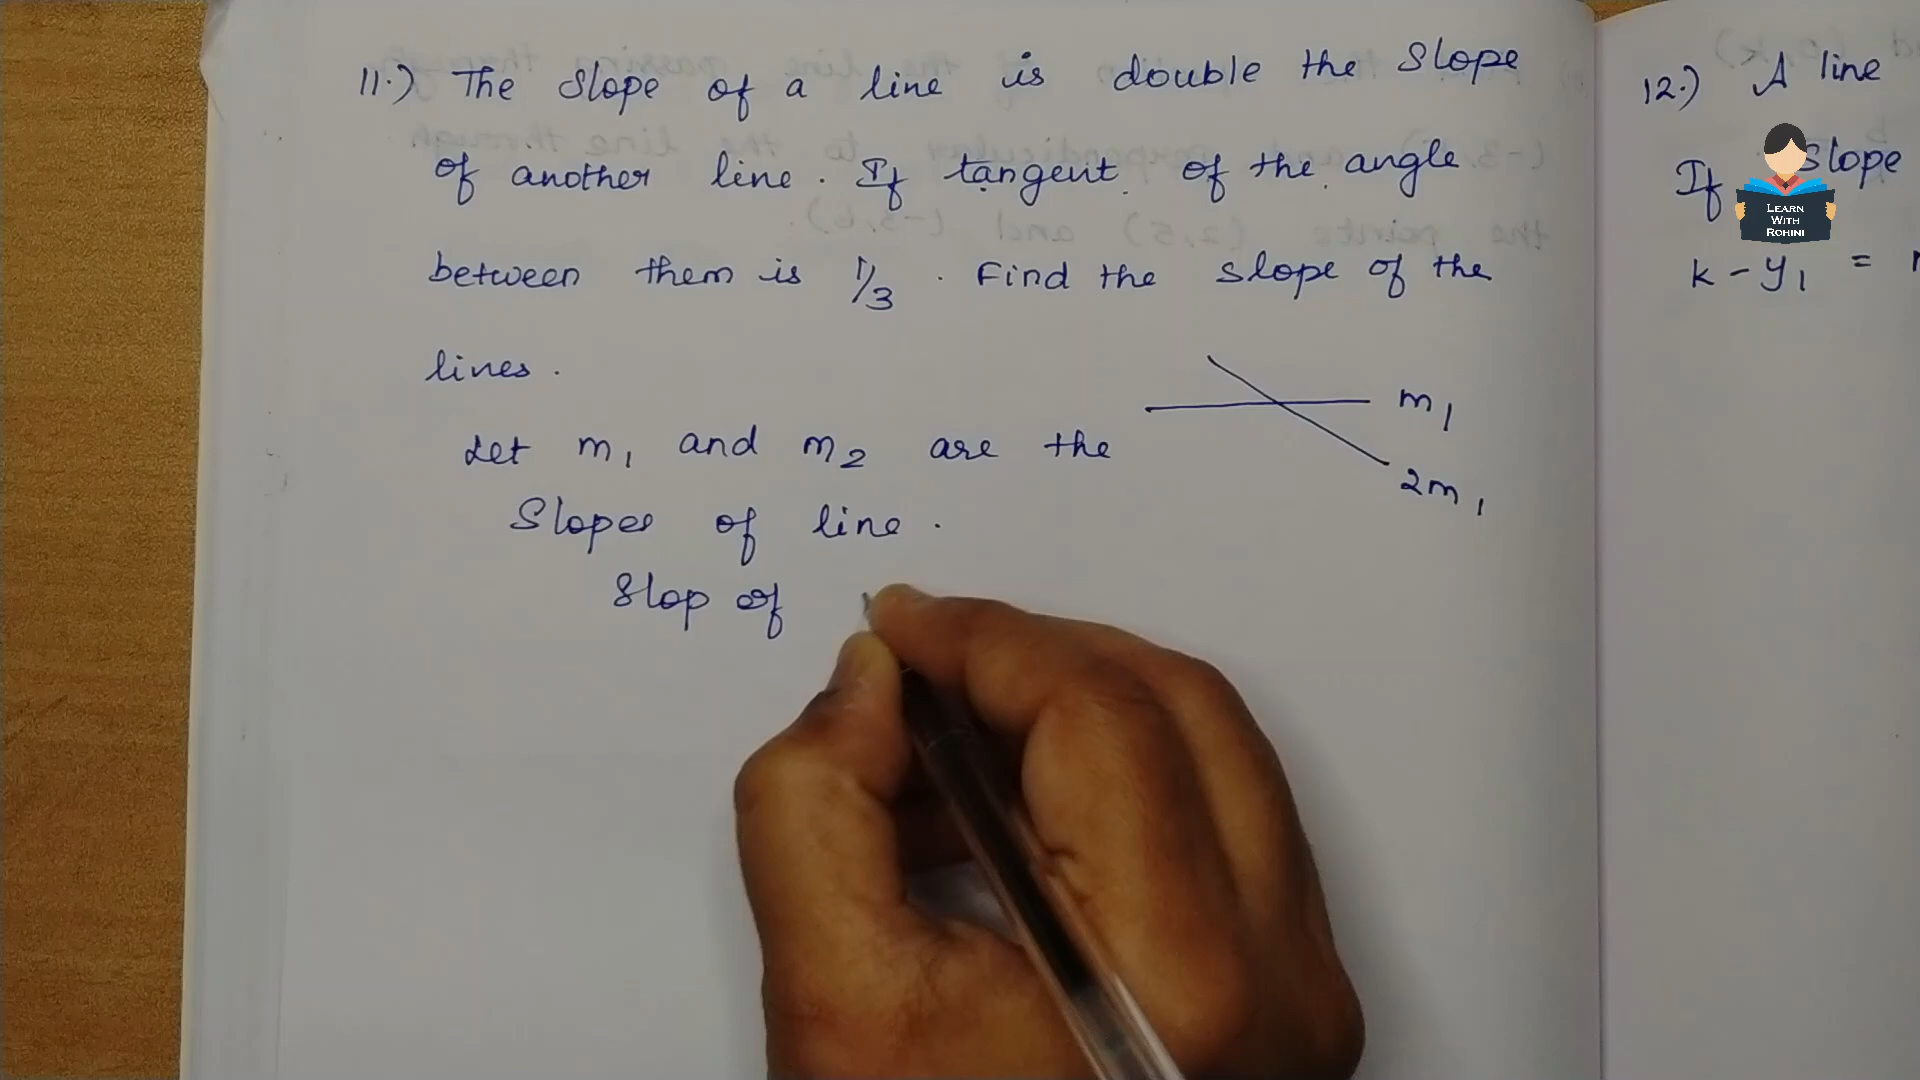 11.) The slope of a line is double the slope
of another line. If tangent of the angle
between them is 1/3. Find the slope of the
lines.
m1
2m1
Let m1 and m2 are the
Slopes of line.
Slop of
12.) A line
If slope
k - y1 =
LEARN
WITH
ROHINI